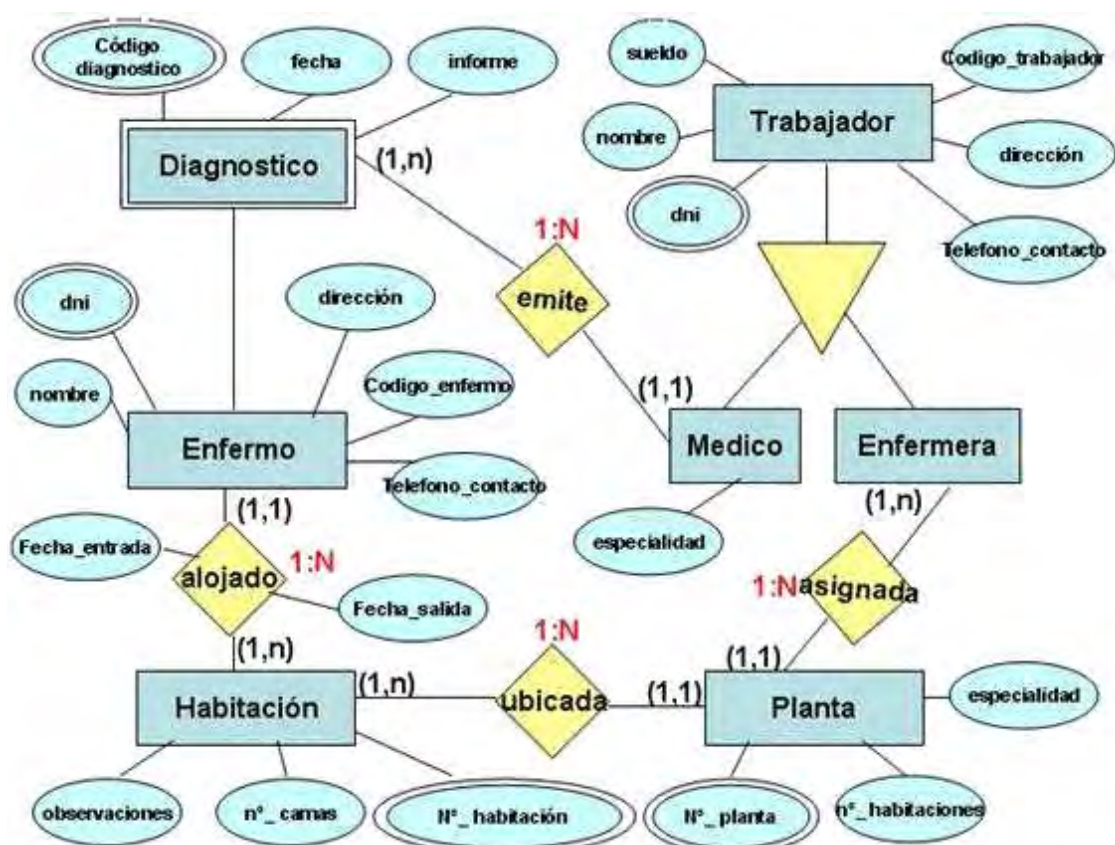 Código
diagnostico
fecha
informe
sueldo
Codigo_trabajador
Diagnostico
(1,n)
nombre
Trabajador
dirección
dni
1:N
emite
Telefono_contacto
dni
dirección
nombre
Codigo_enfermo
Enfermo
Telefono_contacto
(1,1)
Medico
Enfermera
(1,1)
(1,n)
Fecha_entrada
alojado
1:N
Fecha_salida
especialidad
1:N
asignada
(1,n)
1:N
(1,1)
Habitación
(1,n)
ubicada
(1,1)
Planta
especialidad
observaciones
nº_ camas
Nº_ habitación
Nº_ planta
nº_ habitaciones